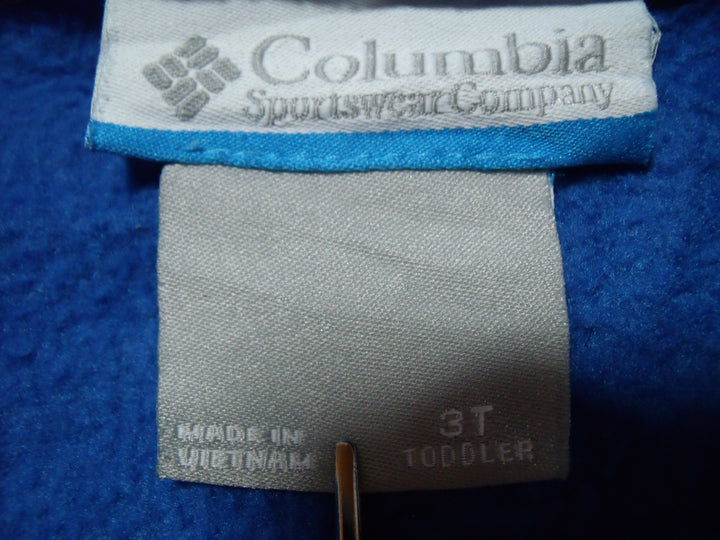 Columbia
Sportswear Company
MADE IN
VIETNAM
3T
TODDLER